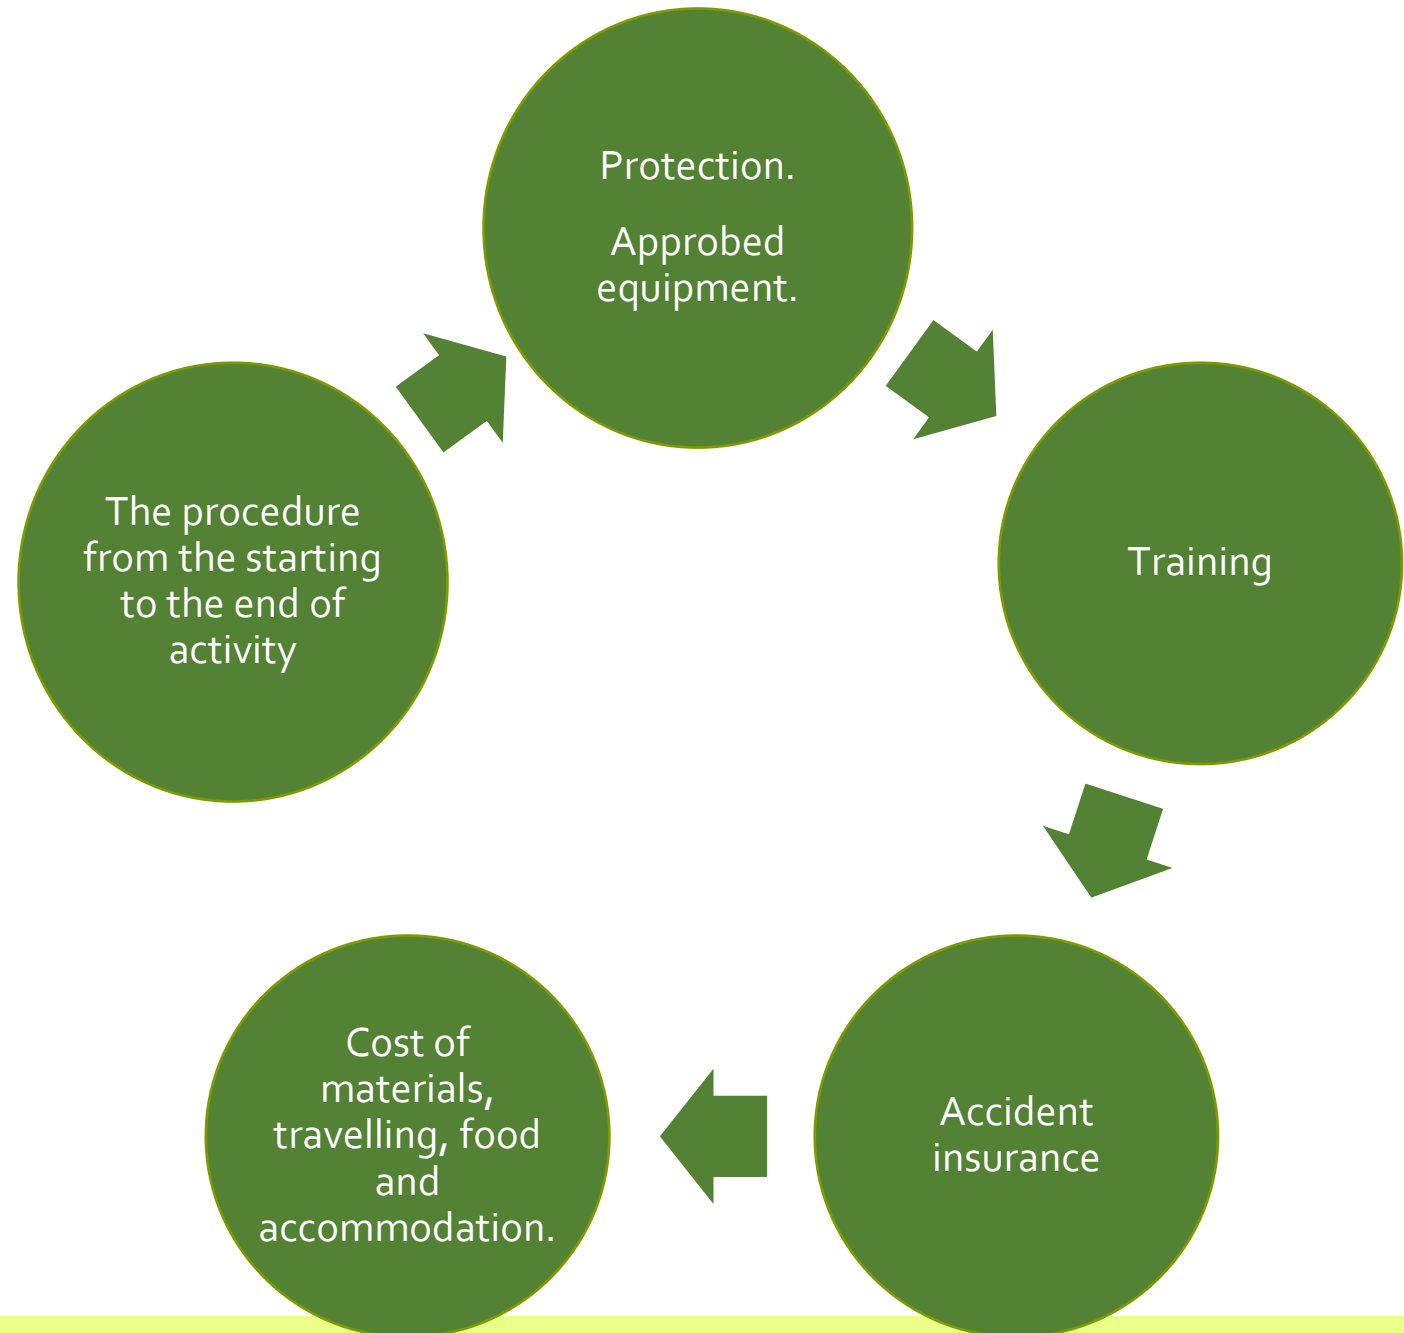 Protection.
Approbed
equipment.
The procedure
from the starting
to the end of
activity
Training
Cost of
materials,
travelling, food
and
accommodation.
Accident
insurance